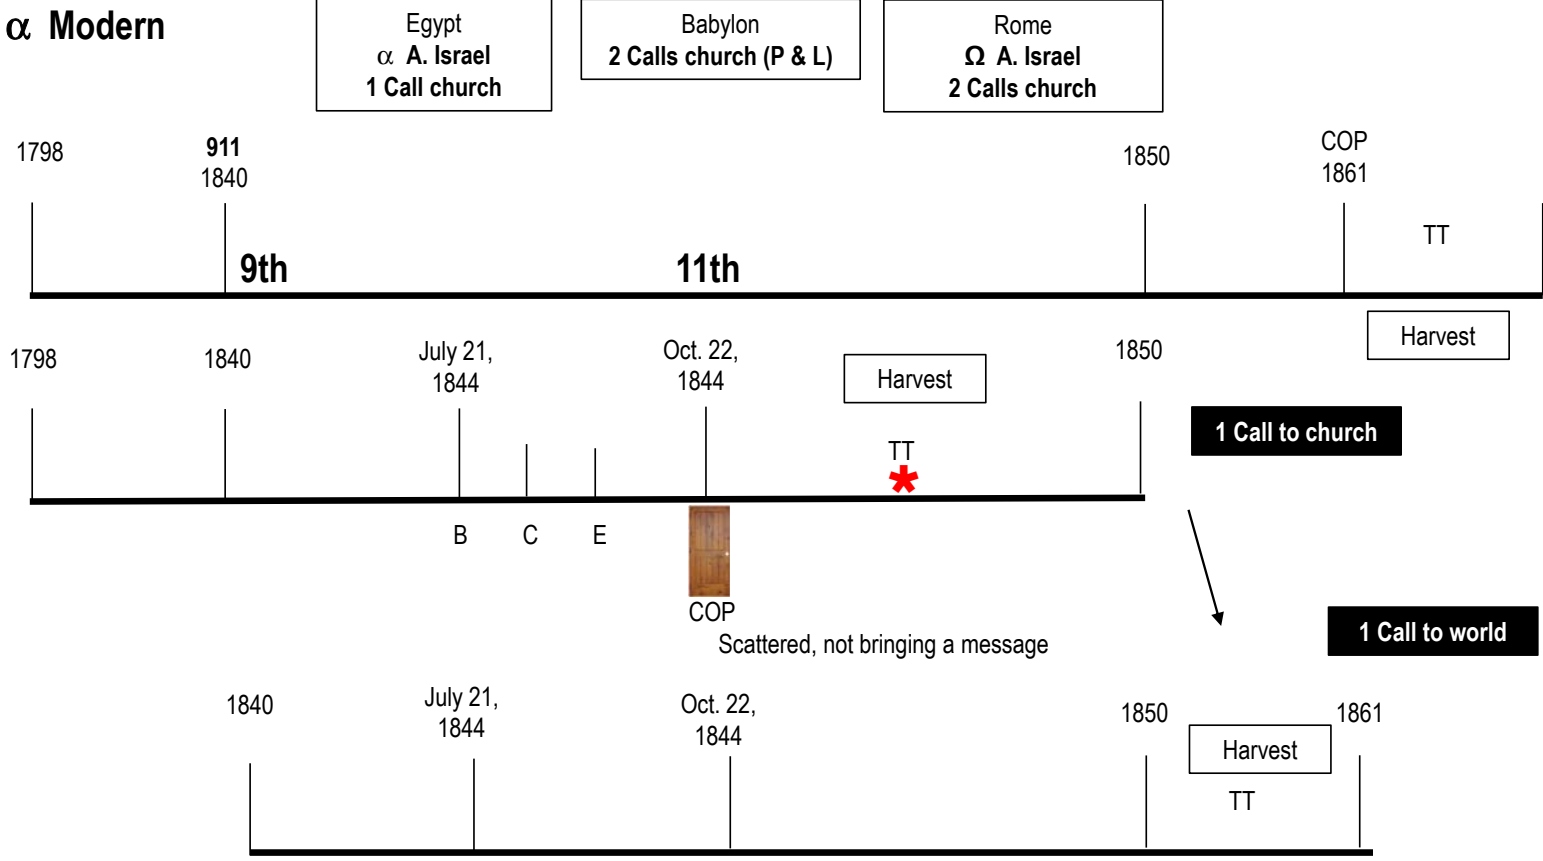 α Modern
Egypt
α A. Israel
1 Call church
Babylon
2 Calls church (P & L)
Rome
Ω A. Israel
2 Calls church
1798
911
1840
1850
COP
1861
TT
9th
11th
Harvest
1798
1840
July 21,
1844
Oct. 22,
1844
Harvest
1850
1 Call to church
TT
*
B
C
E
COP
Scattered, not bringing a message
1 Call to world
1840
July 21,
1844
Oct. 22,
1844
1850
1861
Harvest
TT